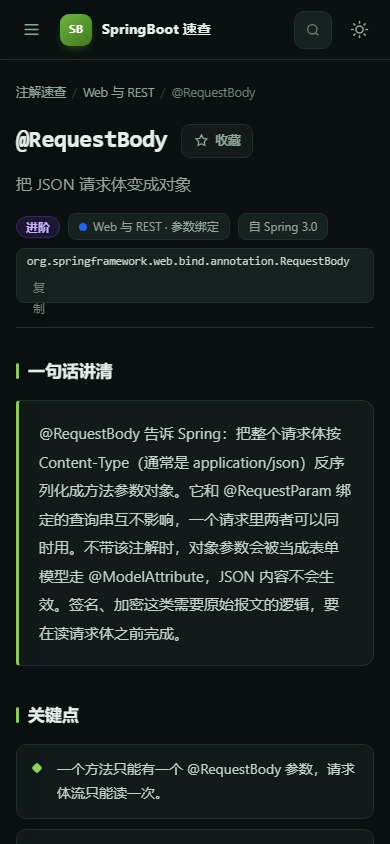 SB SpringBoot 速查
注解速查 / Web 与 REST / @RequestBody
@RequestBody 收藏
把 JSON 请求体变成对象
进阶 Web 与 REST · 参数绑定 自 Spring 3.0
org.springframework.web.bind.annotation.RequestBody
复
制
一句话讲清
@RequestBody 告诉 Spring：把整个请求体按
Content-Type（通常是 application/json）反序
列化成方法参数对象。它和 @RequestParam 绑
定的查询串互不影响，一个请求里两者可以同
时用。不带该注解时，对象参数会被当成表单
模型走 @ModelAttribute，JSON 内容不会生
效。签名、加密这类需要原始报文的逻辑，要
在读请求体之前完成。
关键点
一个方法只能有一个 @RequestBody 参数，请求
体流只能读一次。